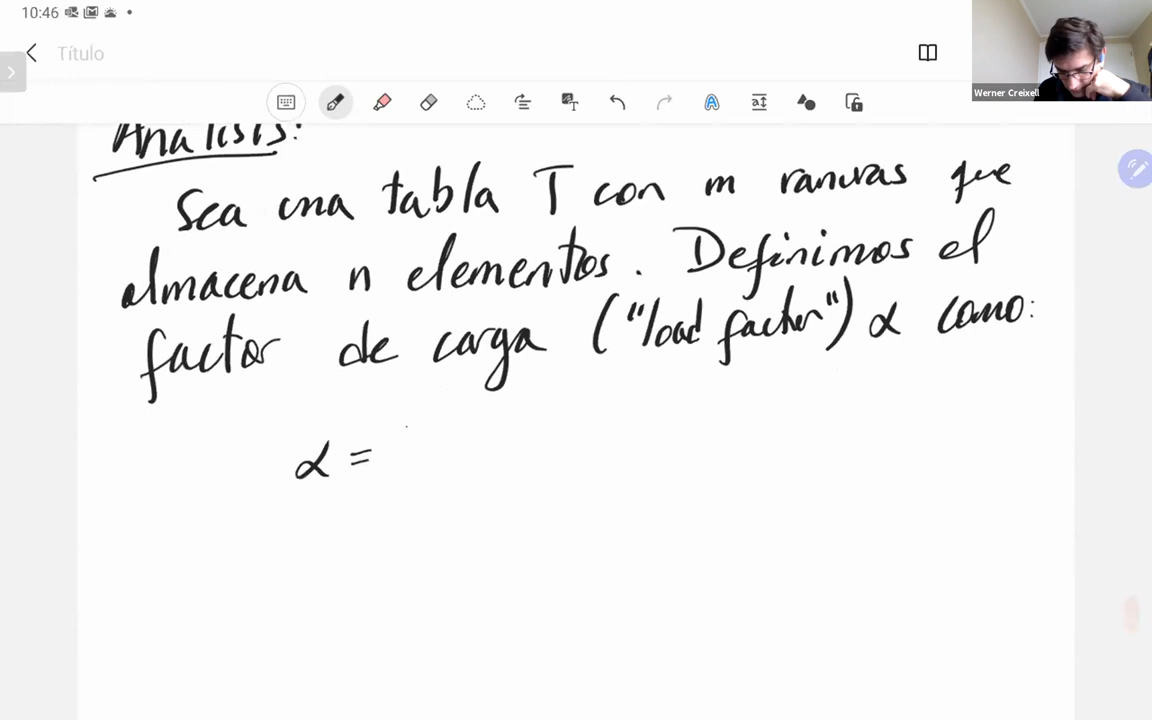 10:46
Título
Werner Creixell
Análisis:
Sea una tabla T con m ranuras que
almacena n elementos. Definimos el
factor de carga ("load factor") α como:
α =